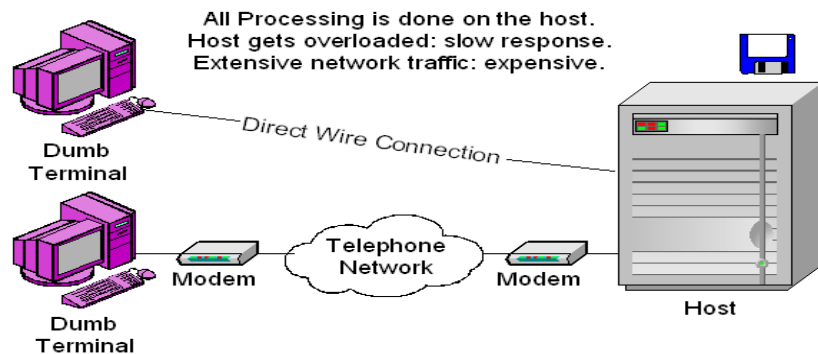 All Processing is done on the host.
Host gets overloaded: slow response.
Extensive network traffic: expensive.
Direct Wire Connection
Dumb
Terminal
Telephone
Network
Modem
Modem
Host
Dumb
Terminal